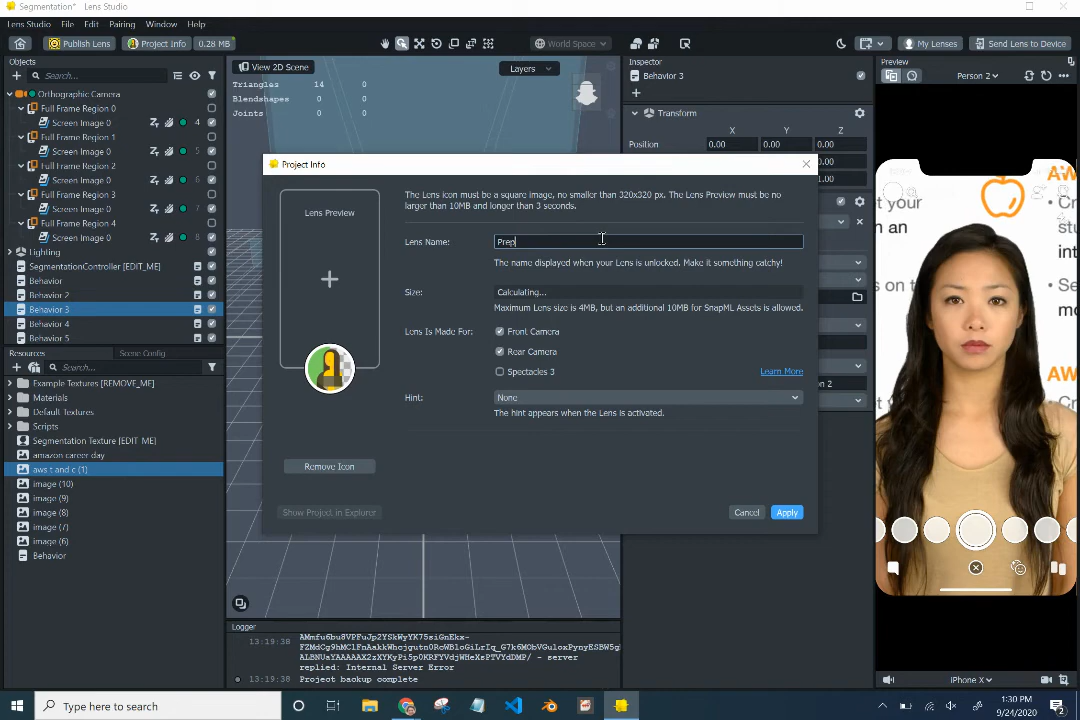 Segmentation* - Lens Studio
Lens Studio File Edit Pairing Window Help
Publish Lens Project Info 0.28 MB World Space My Lenses Send Lens to Device
Objects
Search...
Orthographic Camera
Full Frame Region 0
Screen Image 0 4
Full Frame Region 1
Screen Image 0 5
Full Frame Region 2
Screen Image 0 6
Full Frame Region 3
Screen Image 0 7
Full Frame Region 4
Screen Image 0 8
Lighting
SegmentationController [EDIT_ME]
Behavior
Behavior 2
Behavior 3
Behavior 4
Behavior 5
Resources Scene Config
Search...
Example Textures [REMOVE_ME]
Materials
Default Textures
Scripts
Segmentation Texture [EDIT_ME]
amazon career day
aws t and c (1)
image (10)
image (9)
image (8)
image (7)
image (6)
Behavior
View 2D Scene
Layers
Triangles 14 0
Blendshapes 0 0
Joints 0 0
Project Info
Lens Preview
Remove Icon
Show Project in Explorer
The Lens icon must be a square image, no smaller than 320x320 px. The Lens Preview must be no
larger than 10MB and longer than 3 seconds.
Lens Name: Prep
The name displayed when your Lens is unlocked. Make it something catchy!
Size: Calculating...
Maximum Lens size is 4MB, but an additional 10MB for SnapML Assets is allowed.
Lens Is Made For: Front Camera
Rear Camera
Spectacles 3 Learn More
Hint: None
The hint appears when the Lens is activated.
Cancel Apply
Logger
13:19:38
replied: Internal Server Error
13:19:38 Project backup complete
Inspector
Behavior 3
Transform
X Y Z
Position 0.00 0.00 0.00
0.00
1.00
Preview
Person 2
iPhone X
Type here to search
1:30 PM
9/24/2020
2